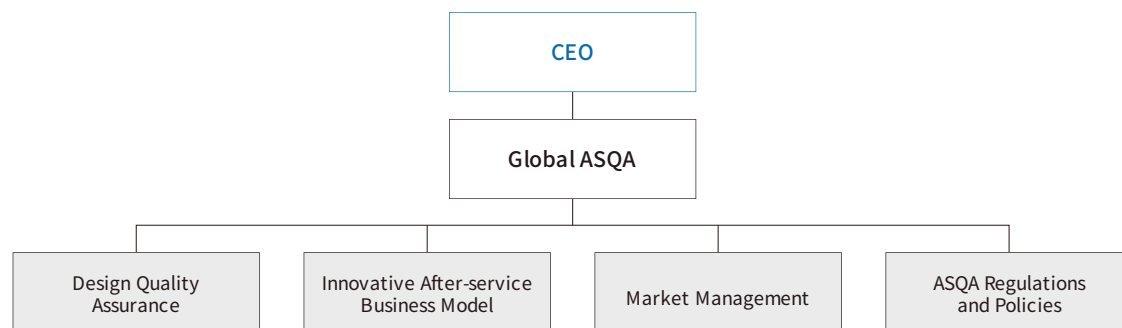 CEO
Global ASQA
Design Quality
Assurance
Innovative After-service
Business Model
Market Management
ASQA Regulations
and Policies